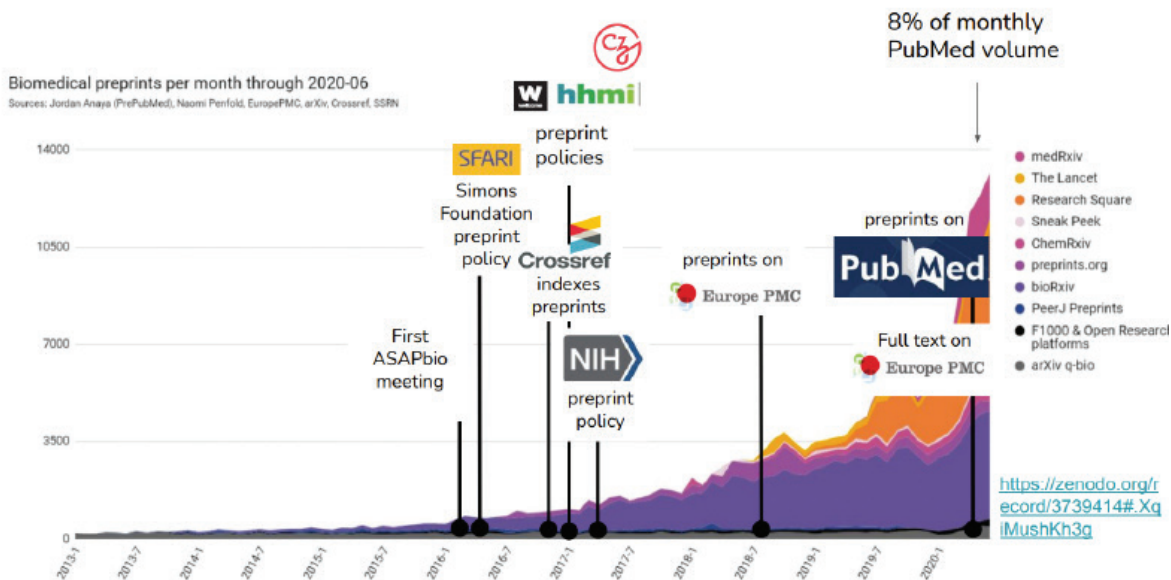 8% of monthly
PubMed volume
CZI
Biomedical preprints per month through 2020-06
Sources: Jordan Anaya (PrePubMed), Naomi Penfold, EuropePMC, arXiv, Crossref, SSRN
W
wellcome
hhmi
preprint
policies
14000
SFARI
Simons
Foundation
preprint
policy
medRxiv
The Lancet
Research Square
Sneak Peek
ChemRxiv
preprints.org
bioRxiv
PeerJ Preprints
F1000 & Open Research
platforms
arXiv q-bio
10500
Crossref
indexes
preprints
preprints on
Europe PMC
preprints on
PubMed
7000
First
ASAPbio
meeting
NIH
preprint
policy
Full text on
Europe PMC
3500
0
https://zenodo.org/r
ecord/3739414#.Xq
iMushKh3g
2013-1
2013-7
2014-1
2014-7
2015-1
2015-7
2016-1
2016-7
2017-1
2017-7
2018-1
2018-7
2019-1
2019-7
2020-1